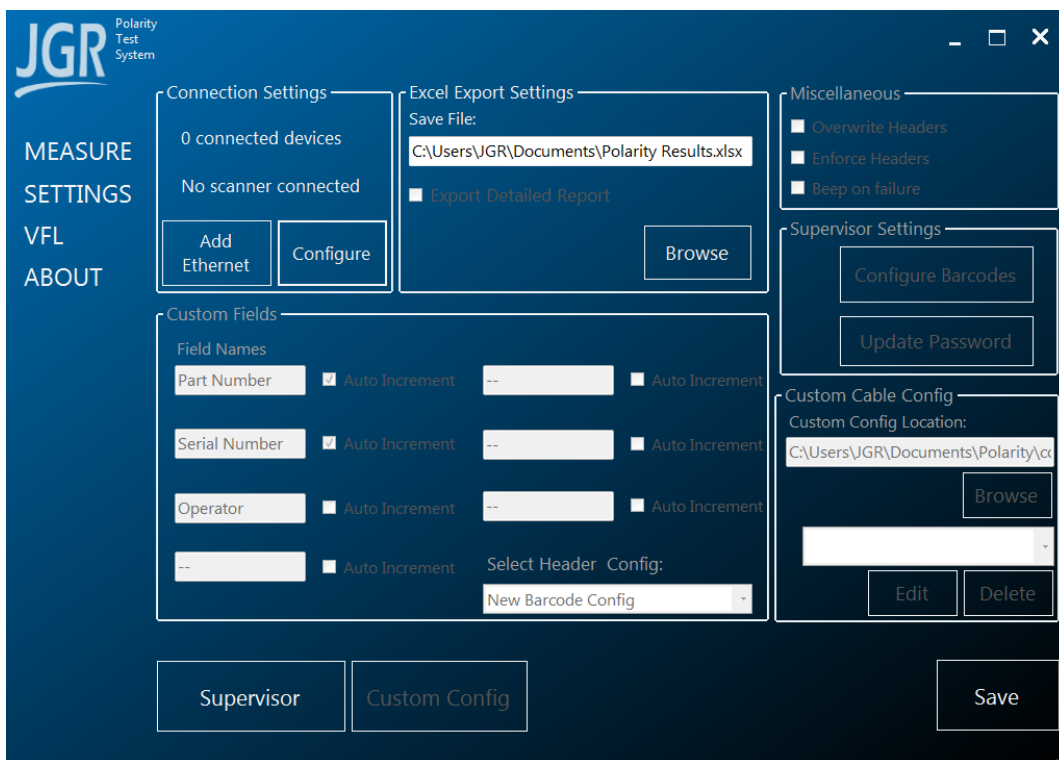 JGR
Polarity
Test
System
MEASURE
SETTINGS
VFL
ABOUT
Connection Settings
0 connected devices
No scanner connected
Add
Ethernet
Configure
Excel Export Settings
Save File:
C:\Users\JGR\Documents\Polarity Results.xlsx
Export Detailed Report
Browse
Miscellaneous
Overwrite Headers
Enforce Headers
Beep on failure
Supervisor Settings
Configure Barcodes
Update Password
Custom Fields
Field Names
Part Number Auto Increment -- Auto Increment
Serial Number Auto Increment -- Auto Increment
Operator Auto Increment -- Auto Increment
-- Auto Increment
Select Header Config:
New Barcode Config
Custom Cable Config
Custom Config Location:
C:\Users\JGR\Documents\Polarity\co
Browse
Edit Delete
Supervisor Custom Config Save